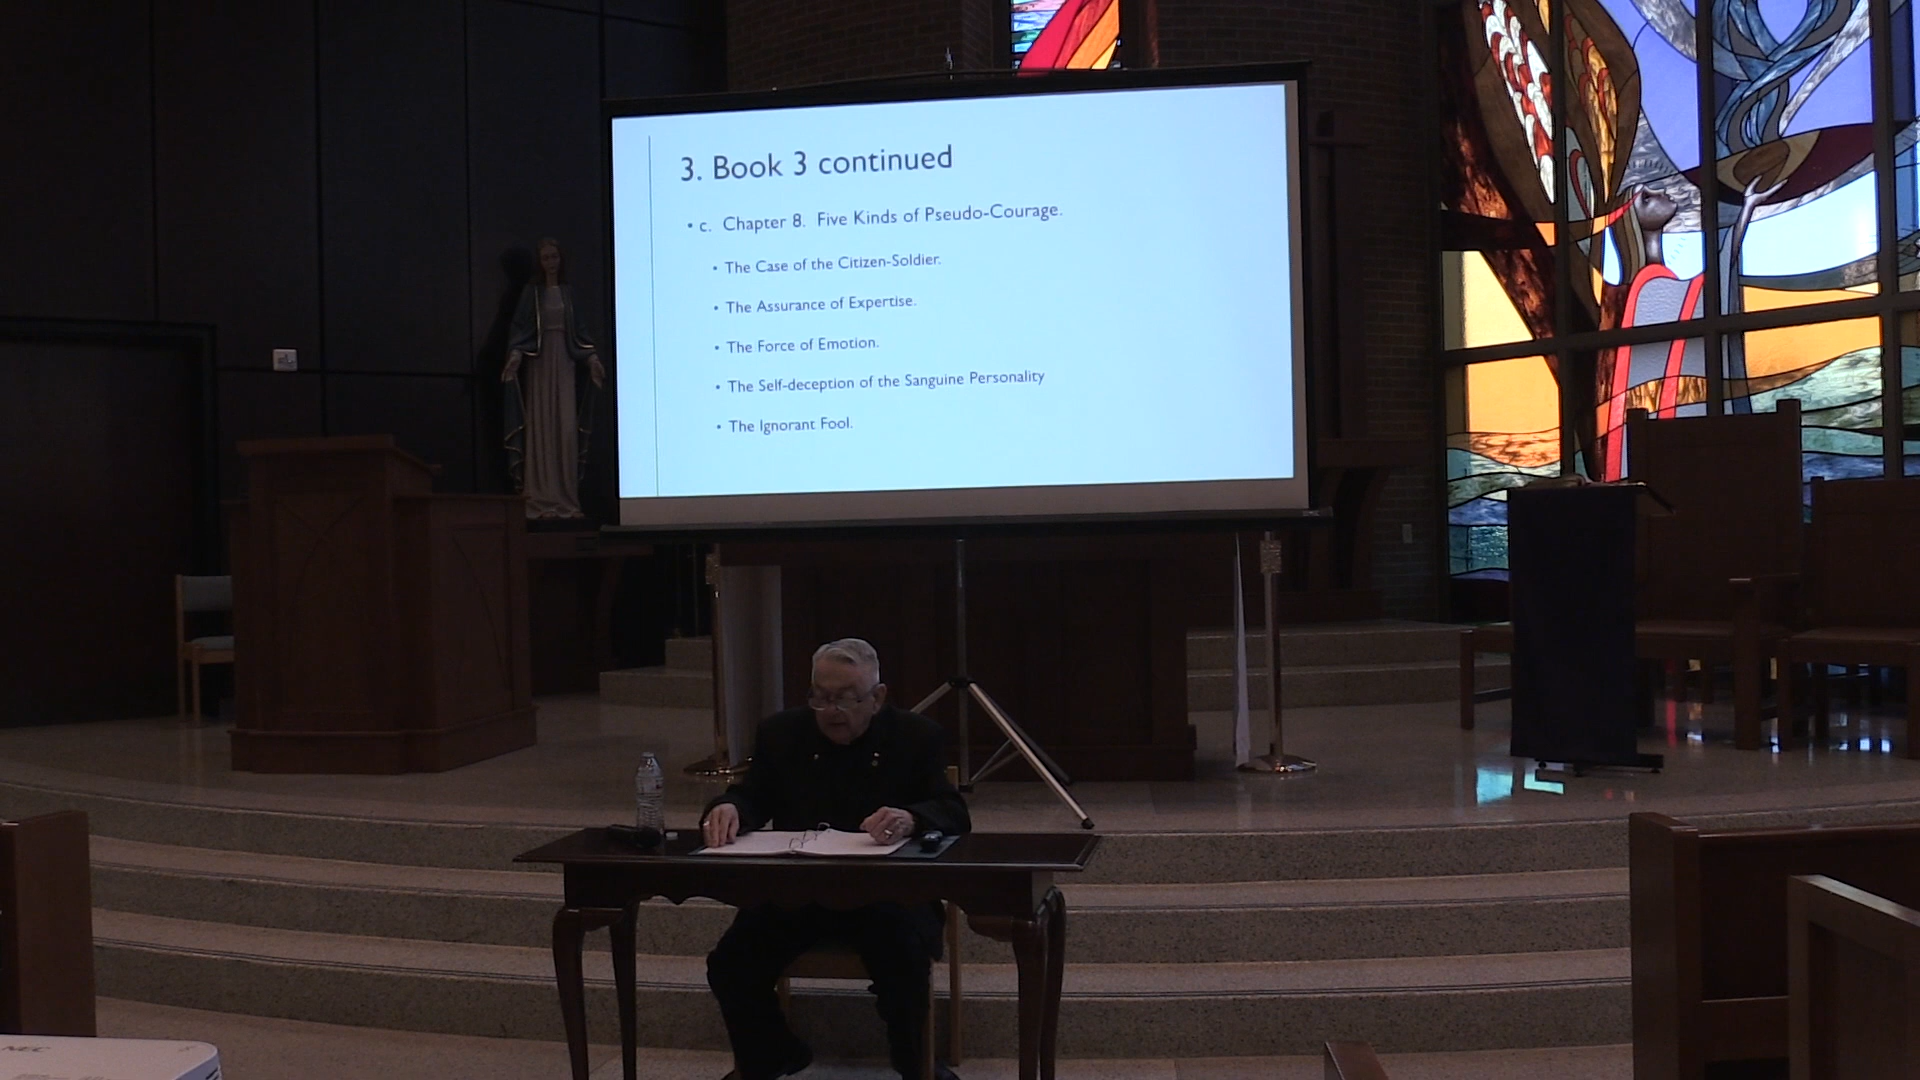 3. Book 3 continued
• c. Chapter 8. Five Kinds of Pseudo-Courage.
• The Case of the Citizen-Soldier.
• The Assurance of Expertise.
• The Force of Emotion.
• The Self-deception of the Sanguine Personality
• The Ignorant Fool.
NEC